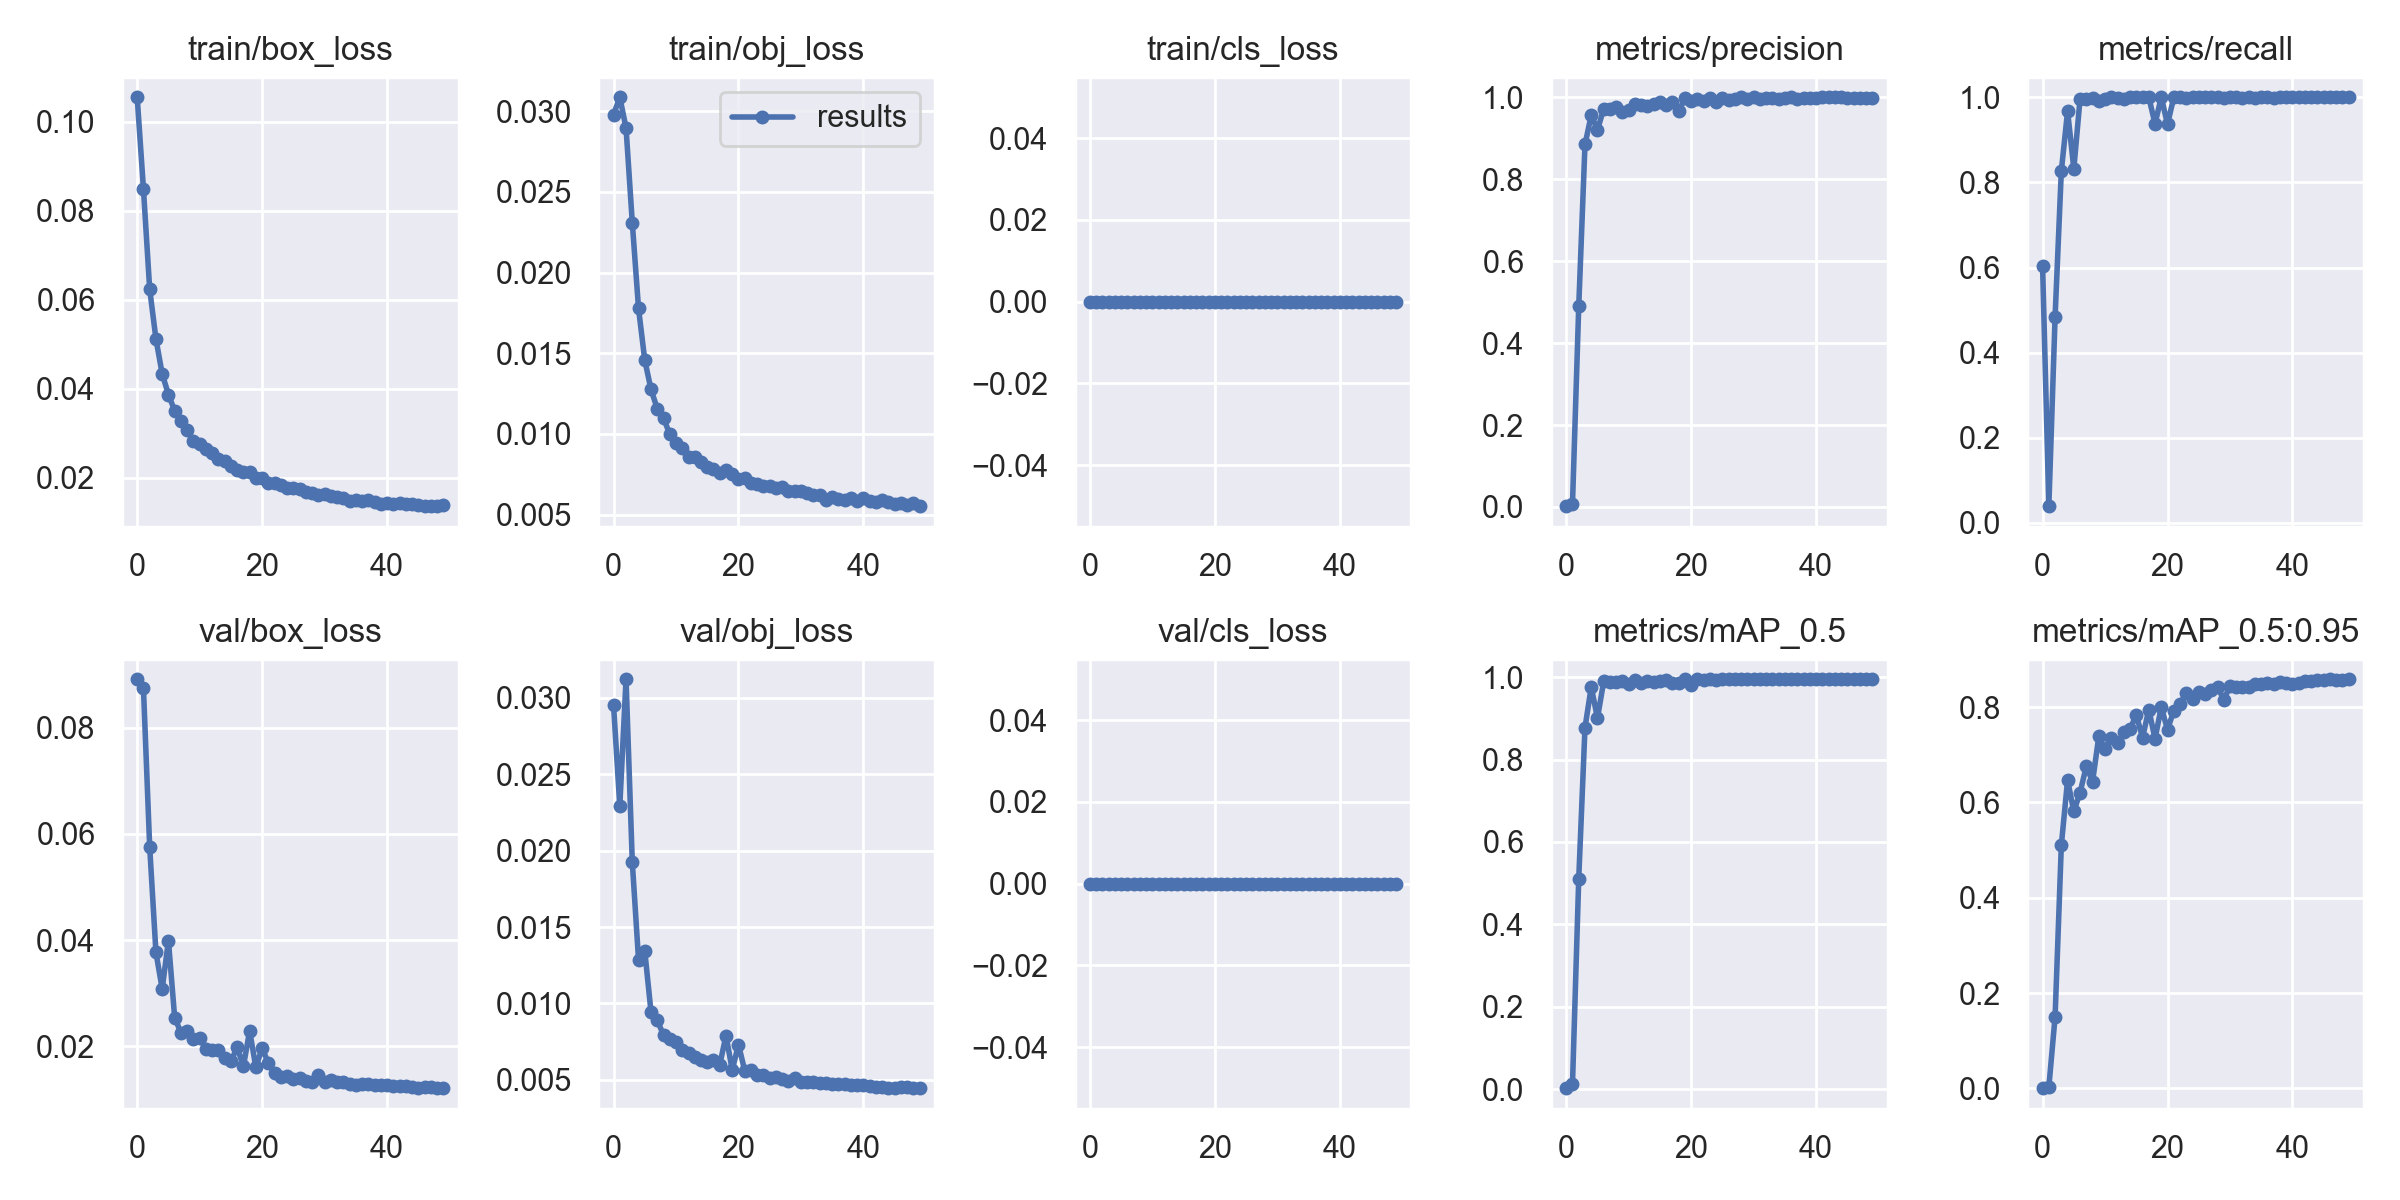 train/box_loss
0.10
0.08
0.06
0.04
0.02
0 20 40
train/obj_loss
results
0.030
0.025
0.020
0.015
0.010
0.005
0 20 40
train/cls_loss
0.04
0.02
0.00
−0.02
−0.04
0 20 40
metrics/precision
1.0
0.8
0.6
0.4
0.2
0.0
0 20 40
metrics/recall
1.0
0.8
0.6
0.4
0.2
0.0
0 20 40
val/box_loss
0.08
0.06
0.04
0.02
0 20 40
val/obj_loss
0.030
0.025
0.020
0.015
0.010
0.005
0 20 40
val/cls_loss
0.04
0.02
0.00
−0.02
−0.04
0 20 40
metrics/mAP_0.5
1.0
0.8
0.6
0.4
0.2
0.0
0 20 40
metrics/mAP_0.5:0.95
0.8
0.6
0.4
0.2
0.0
0 20 40